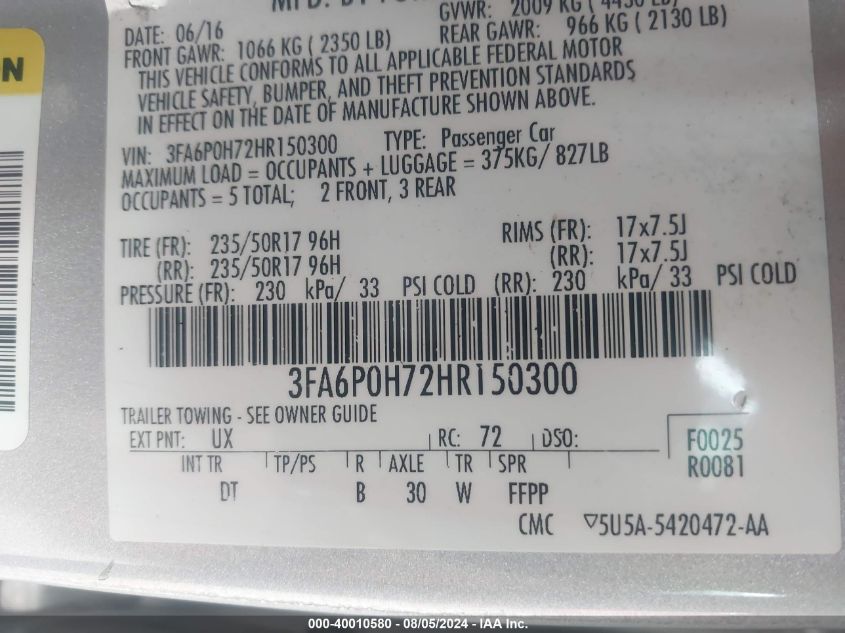 MFD. BY FOR
DATE: 06/16 GVWR: 2009 KG ( 4430 LB)
FRONT GAWR: 1066 KG ( 2350 LB) REAR GAWR: 966 KG ( 2130 LB)
THIS VEHICLE CONFORMS TO ALL APPLICABLE FEDERAL MOTOR
VEHICLE SAFETY, BUMPER, AND THEFT PREVENTION STANDARDS
IN EFFECT ON THE DATE OF MANUFACTURE SHOWN ABOVE.
VIN: 3FA6P0H72HR150300 TYPE: Passenger Car
MAXIMUM LOAD = OCCUPANTS + LUGGAGE = 375KG/ 827LB
OCCUPANTS = 5 TOTAL; 2 FRONT, 3 REAR
TIRE (FR): 235/50R17 96H RIMS (FR): 17x7.5J
(RR): 235/50R17 96H (RR): 17x7.5J
PRESSURE (FR): 230 kPa/ 33 PSI COLD (RR): 230 kPa/ 33 PSI COLD
3FA6P0H72HR150300
TRAILER TOWING - SEE OWNER GUIDE
EXT PNT: UX RC: 72 DSO: F0025
INT TR TP/PS R AXLE TR SPR R0081
DT B 30 W FFPP
CMC ▽5U5A-5420472-AA
ON
000-40010580 - 08/05/2024 - IAA Inc.